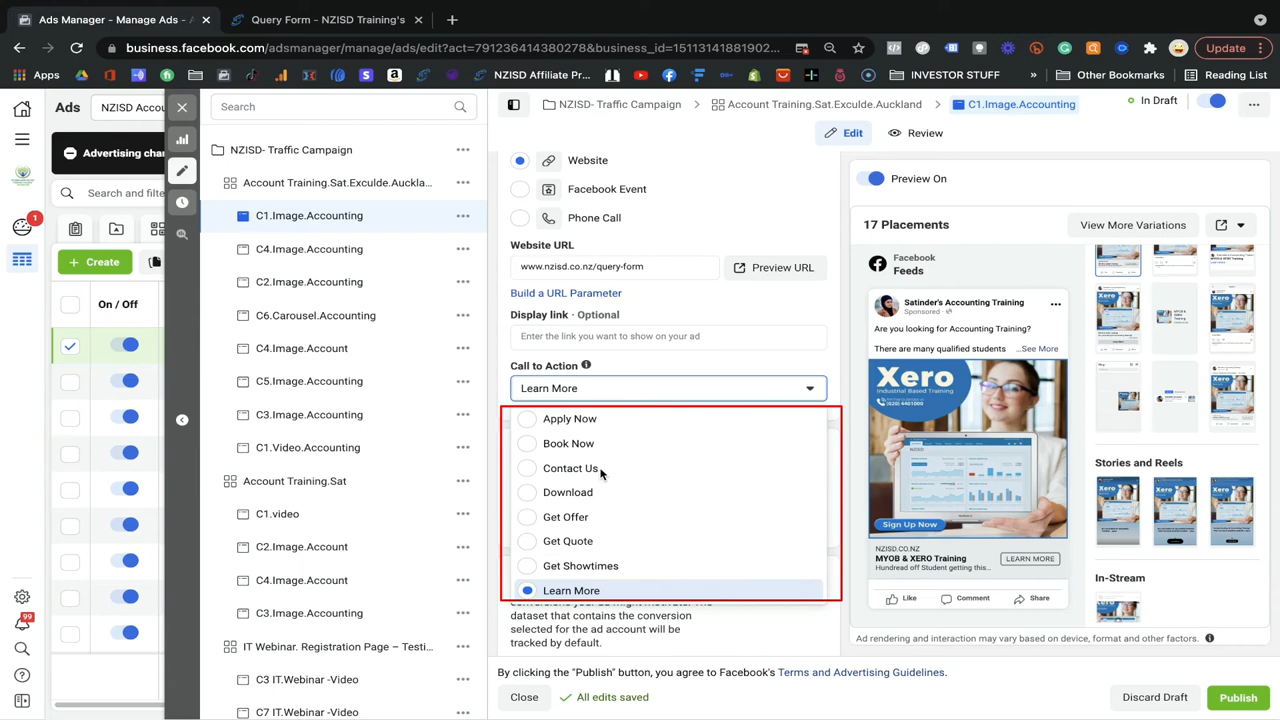 Ads Manager - Manage Ads - A
Query Form – NZISD Training's
business.facebook.com/adsmanager/manage/ads/edit?act=791236414380278&business_id=15113141881902...
Update
Apps
NZISD Affiliate Pr...
INVESTOR STUFF
Other Bookmarks
Reading List
Ads
NZISD Accou
Advertising chan
Search and filte
1
Create
On / Off
99
Search
NZISD- Traffic Campaign
Account Training.Sat.Exculde.Auckla...
C1.Image.Accounting
C4.Image.Accounting
C2.Image.Accounting
C6.Carousel.Accounting
C4.Image.Account
C5.Image.Accounting
C3.Image.Accounting
C1.Video.Accounting
Account Training.Sat
C1.video
C2.Image.Account
C4.Image.Account
C3.Image.Accounting
IT Webinar. Registration Page – Testi...
C3 IT.Webinar -Video
C7 IT.Webinar -Video
NZISD- Traffic Campaign
Account Training.Sat.Exculde.Auckland
C1.Image.Accounting
In Draft
Edit
Review
Website
Facebook Event
Phone Call
Website URL
www.nzisd.co.nz/query-form
Preview URL
Build a URL Parameter
Display link · Optional
Enter the link you want to show on your ad
Call to Action
Learn More
Apply Now
Book Now
Contact Us
Download
Get Offer
Get Quote
Get Showtimes
Learn More
dataset that contains the conversion
selected for the ad account will be
tracked by default.
Preview On
17 Placements
View More Variations
Facebook
Feeds
Satinder's Accounting Training
Sponsored ·
Are you looking for Accounting Training?
There are many qualified students ...See More
Xero
Industrial Based Training
(020) 4401000
Sign Up Now
NZISD.CO.NZ
MYOB & XERO Training
Hundread off Student getting this...
LEARN MORE
Like
Comment
Share
Stories and Reels
In-Stream
Ad rendering and interaction may vary based on device, format and other factors.
By clicking the "Publish" button, you agree to Facebook's Terms and Advertising Guidelines.
Close
All edits saved
Discard Draft
Publish